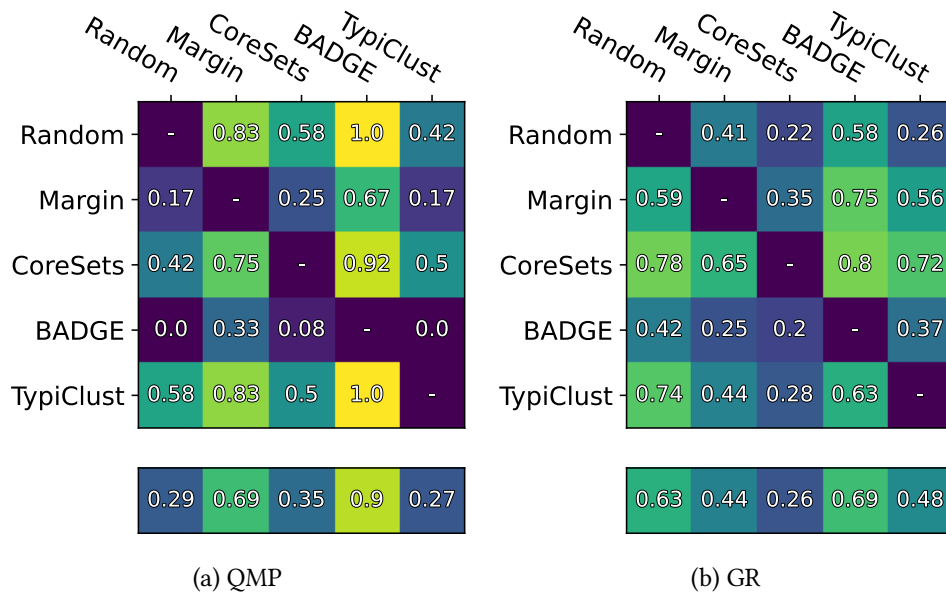 Random Margin CoreSets BADGE TypiClust
Random - 0.83 0.58 1.0 0.42
Margin 0.17 - 0.25 0.67 0.17
CoreSets 0.42 0.75 - 0.92 0.5
BADGE 0.0 0.33 0.08 - 0.0
TypiClust 0.58 0.83 0.5 1.0 -
0.29 0.69 0.35 0.9 0.27
(a) QMP
Random Margin CoreSets BADGE TypiClust
Random - 0.41 0.22 0.58 0.26
Margin 0.59 - 0.35 0.75 0.56
CoreSets 0.78 0.65 - 0.8 0.72
BADGE 0.42 0.25 0.2 - 0.37
TypiClust 0.74 0.44 0.28 0.63 -
0.63 0.44 0.26 0.69 0.48
(b) GR